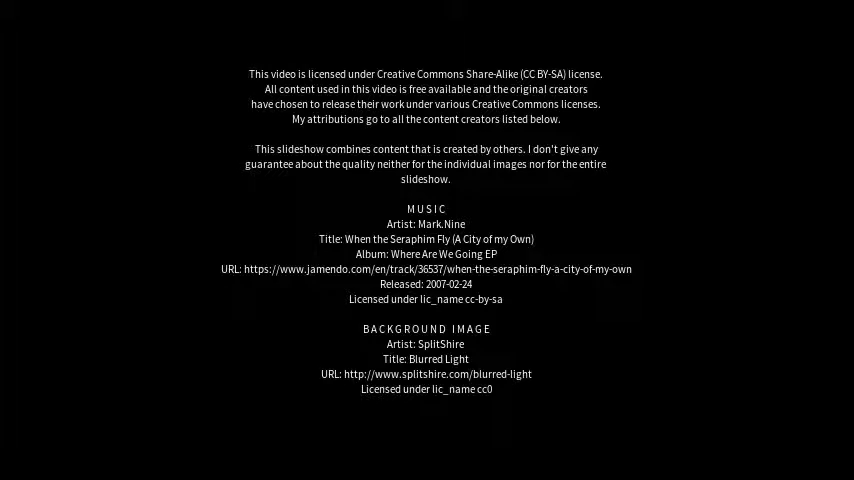 This video is licensed under Creative Commons Share-Alike (CC BY-SA) license.
All content used in this video is free available and the original creators
have chosen to release their work under various Creative Commons licenses.
My attributions go to all the content creators listed below.
This slideshow combines content that is created by others. I don't give any
guarantee about the quality neither for the individual images nor for the entire
slideshow.
MUSIC
Artist: Mark.Nine
Title: When the Seraphim Fly (A City of my Own)
Album: Where Are We Going EP
URL: https://www.jamendo.com/en/track/36537/when-the-seraphim-fly-a-city-of-my-own
Released: 2007-02-24
Licensed under lic_name cc-by-sa
BACKGROUND IMAGE
Artist: SplitShire
Title: Blurred Light
URL: http://www.splitshire.com/blurred-light
Licensed under lic_name cc0